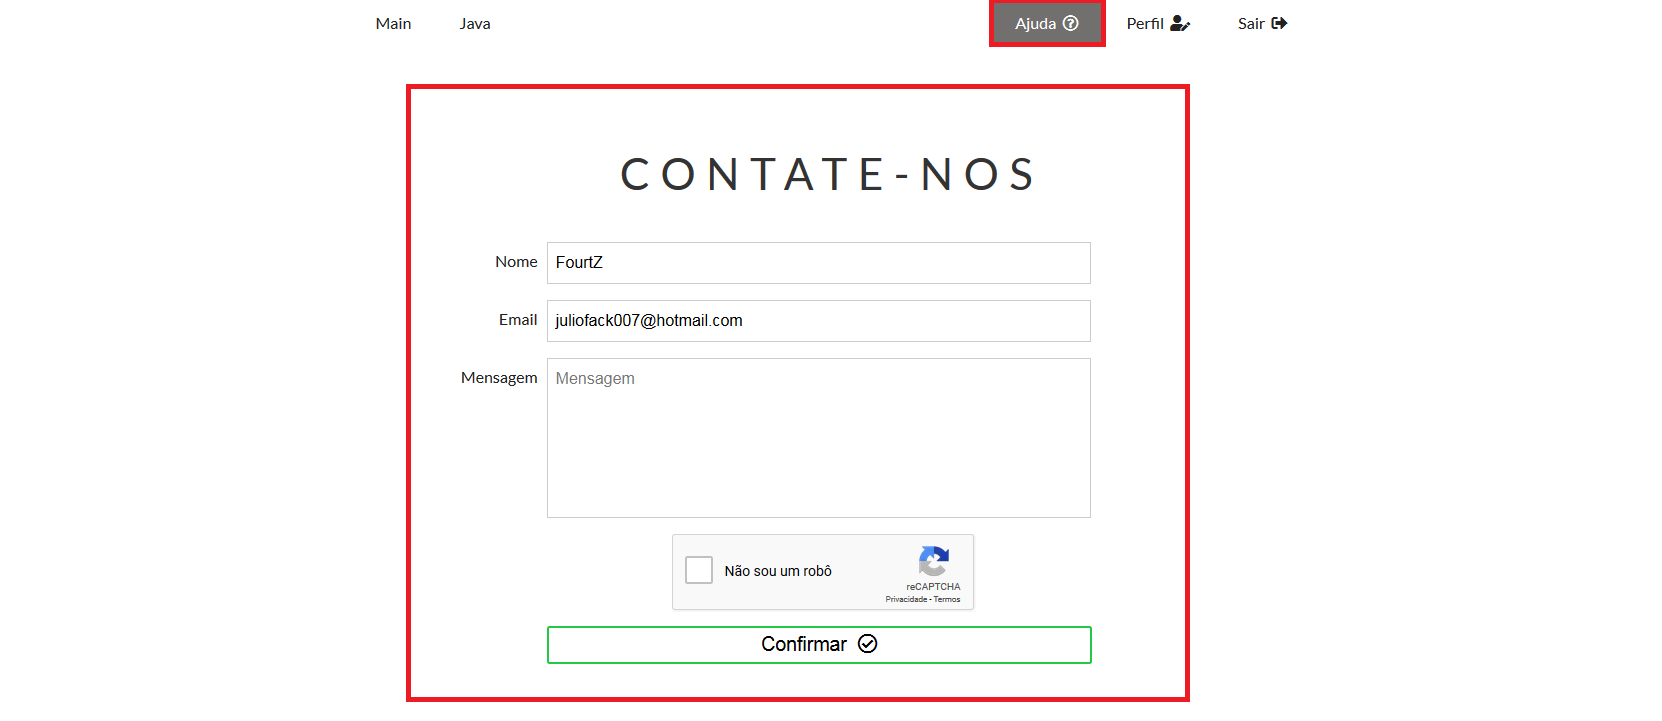 Main Java Ajuda Perfil Sair
CONTATE-NOS
Nome FourtZ
Email juliofack007@hotmail.com
Mensagem Mensagem
Não sou um robô
reCAPTCHA
Privacidade - Termos
Confirmar